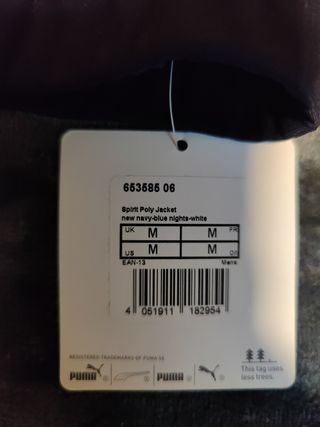 653585 06
Spirit Poly Jacket
new navy-blue nights-white
UK M M FR
US M M D/I
EAN-13 Mens
4 051911 182954
REGISTERED TRADEMARKS OF PUMA SE
PUMA ® ® PUMA ® ®
This tag uses
less trees.